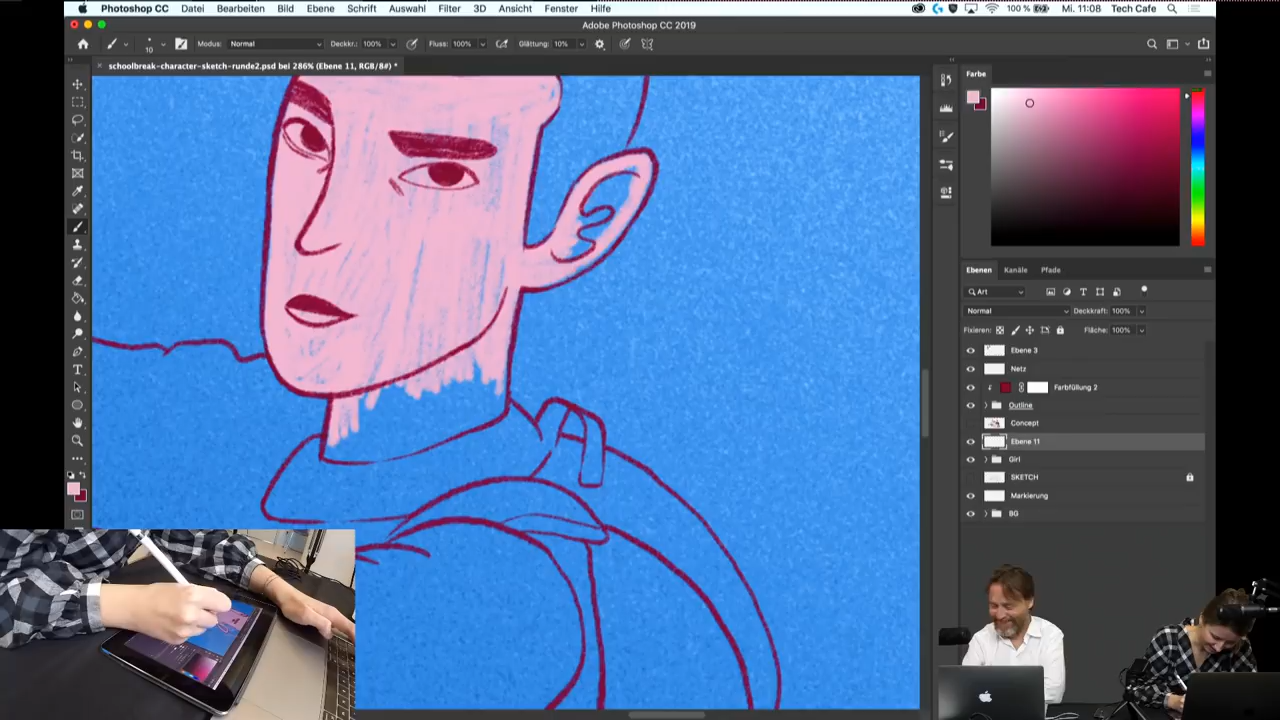 Photoshop CC Datei Bearbeiten Bild Ebene Schrift Auswahl Filter 3D Ansicht Fenster Hilfe 100 % Mi. 11:08 Tech Cafe
Adobe Photoshop CC 2019
10 Modus: Normal Deckkr.: 100% Fluss: 100% Glättung: 10%
schoolbreak-character-sketch-runde2.psd bei 286% (Ebene 11, RGB/8#) *
Farbe
Ebenen Kanäle Pfade
Art
Normal Deckkraft: 100%
Fixieren: Fläche: 100%
Ebene 3
Netz
Farbfüllung 2
Outline
Concept
Ebene 11
Girl
SKETCH
Markierung
BG